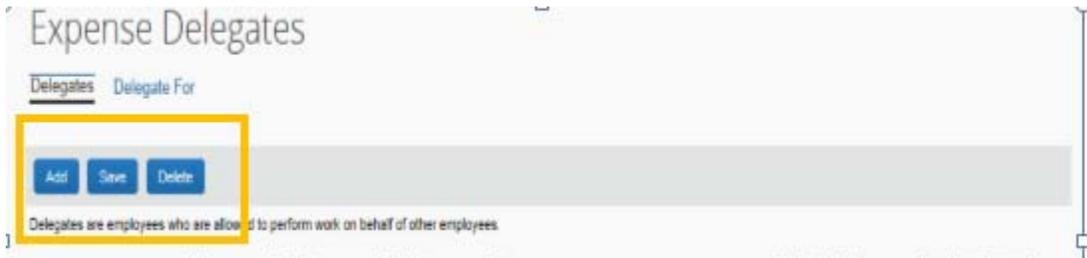 Expense Delegates
Delegates Delegate For
Add Save Delete
Delegates are employees who are allowed to perform work on behalf of other employees.